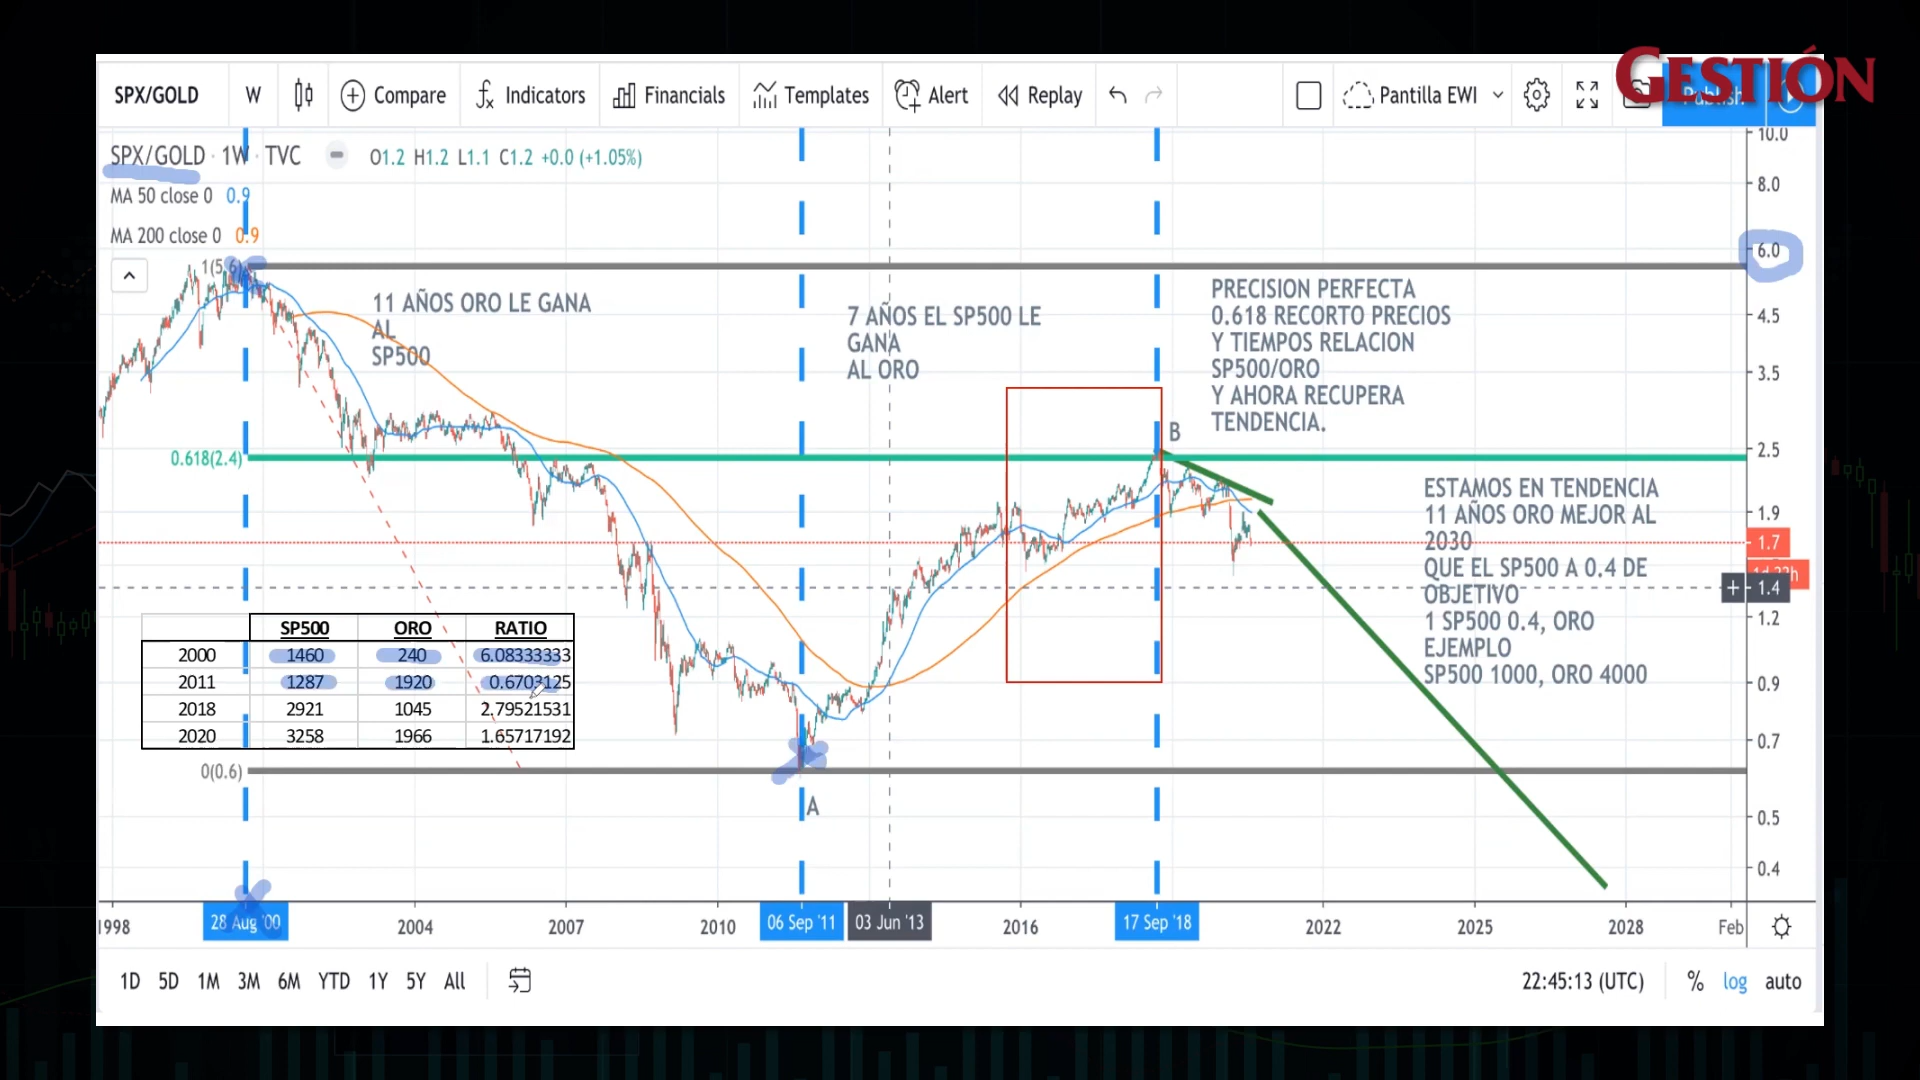 GESTIÓN
SPX/GOLD W Compare Indicators Financials Templates Alert Replay Pantilla EWI Publish
SPX/GOLD · 1W · TVC O1.2 H1.2 L1.1 C1.2 +0.0 (+1.05%)
MA 50 close 0 0.9
MA 200 close 0 0.9
1(5.6)
0.618(2.4)
0(0.6)
11 AÑOS ORO LE GANA
AL
SP500
7 AÑOS EL SP500 LE
GANA
AL ORO
PRECISION PERFECTA
0.618 RECORTO PRECIOS
Y TIEMPOS RELACION
SP500/ORO
Y AHORA RECUPERA
TENDENCIA.
B
A
ESTAMOS EN TENDENCIA
11 AÑOS ORO MEJOR AL
2030
QUE EL SP500 A 0.4 DE
OBJETIVO
1 SP500 0.4, ORO
EJEMPLO
SP500 1000, ORO 4000
SP500 ORO RATIO
2000 1460 240 6.08333333
2011 1287 1920 0.6703125
2018 2921 1045 2.79521531
2020 3258 1966 1.65717192
10.0
8.0
6.0
4.5
3.5
2.5
1.9
1.7
+ 1.4
1.2
0.9
0.7
0.5
0.4
1998 28 Aug '00 2004 2007 2010 06 Sep '11 03 Jun '13 2016 17 Sep '18 2022 2025 2028 Feb
1D 5D 1M 3M 6M YTD 1Y 5Y All 22:45:13 (UTC) % log auto